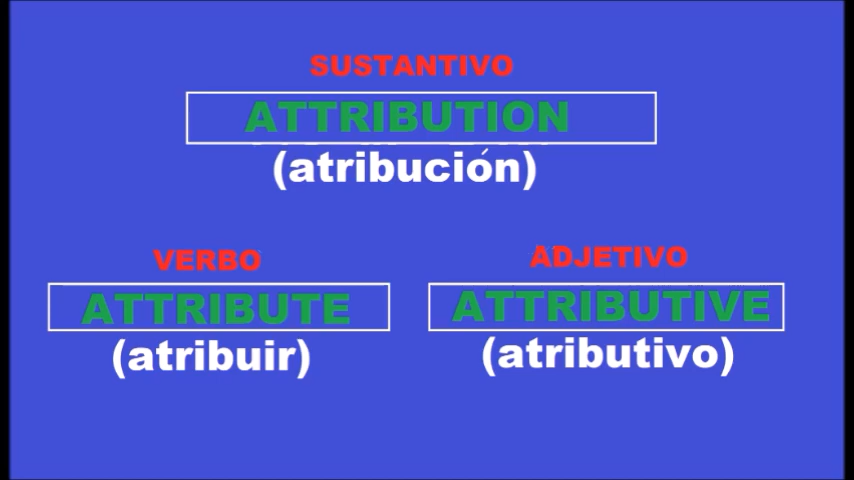 SUSTANTIVO
ATTRIBUTION
(atribución)
VERBO
ATTRIBUTE
(atribuir)
ADJETIVO
ATTRIBUTIVE
(atributivo)